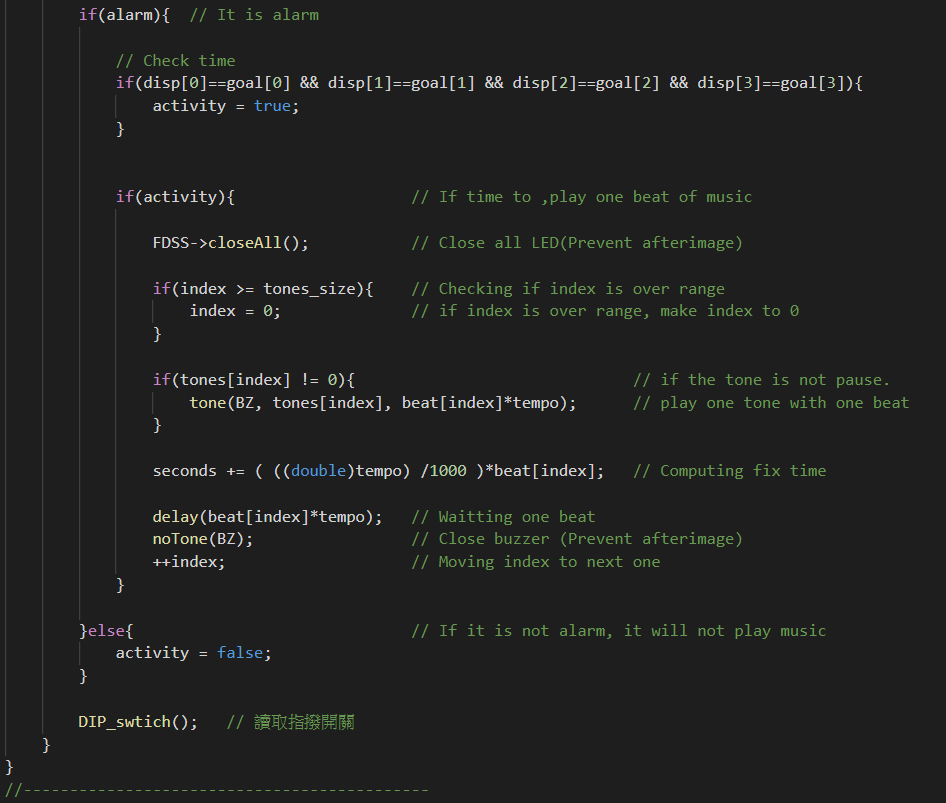 if(alarm){  // It is alarm
// Check time
if(disp[0]==goal[0] && disp[1]==goal[1] && disp[2]==goal[2] && disp[3]==goal[3]){
activity = true;
}
if(activity){                   // If time to ,play one beat of music
FDSS->closeAll();           // Close all LED(Prevent afterimage)
if(index >= tones_size){    // Checking if index is over range
index = 0;              // if index is over range, make index to 0
}
if(tones[index] != 0){                              // if the tone is not pause.
tone(BZ, tones[index], beat[index]*tempo);      // play one tone with one beat
}
seconds += ( ((double)tempo) /1000 )*beat[index];   // Computing fix time
delay(beat[index]*tempo);   // Waitting one beat
noTone(BZ);                 // Close buzzer (Prevent afterimage)
++index;                    // Moving index to next one
}
}else{                              // If it is not alarm, it will not play music
activity = false;
}
DIP_swtich();   // 讀取指撥開關
}
}
//--------------------------------------------